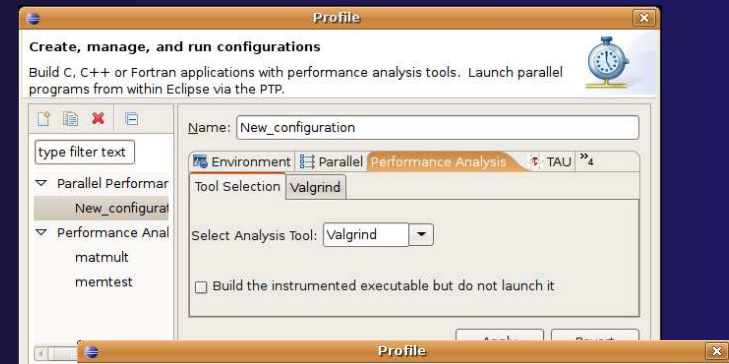 Profile
Create, manage, and run configurations
Build C, C++ or Fortran applications with performance analysis tools. Launch parallel
programs from within Eclipse via the PTP.
Name: New_configuration
type filter text
Environment Parallel Performance Analysis TAU »4
Parallel Performar
Tool Selection Valgrind
New_configurat
Performance Anal
Select Analysis Tool: Valgrind
matmult
memtest
Build the instrumented executable but do not launch it
Profile